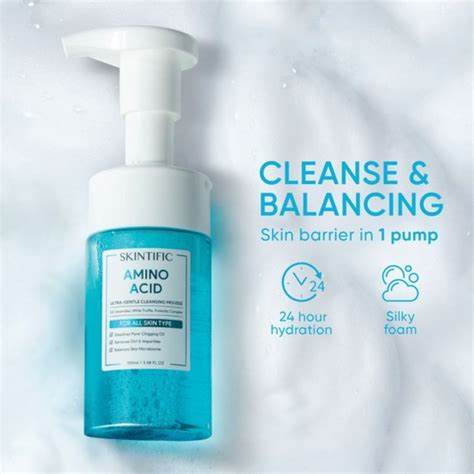 SKINTIFIC
AMINO
ACID
ULTRA-GENTLE CLEANSING MOUSSE
FOR ALL SKIN TYPE
CLEANSE &
BALANCING
Skin barrier in 1 pump
24
24 hour
hydration
Silky
foam